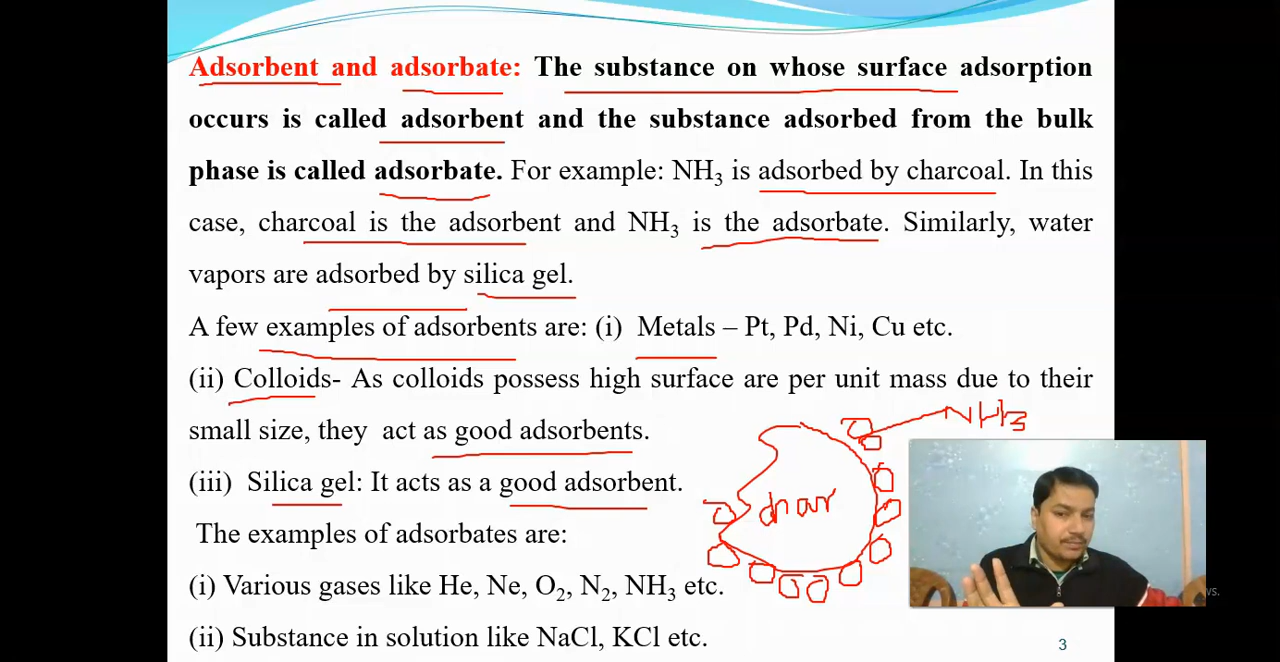 Adsorbent and adsorbate: The substance on whose surface adsorption
occurs is called adsorbent and the substance adsorbed from the bulk
phase is called adsorbate. For example: NH₃ is adsorbed by charcoal. In this
case, charcoal is the adsorbent and NH₃ is the adsorbate. Similarly, water
vapors are adsorbed by silica gel.
A few examples of adsorbents are: (i) Metals – Pt, Pd, Ni, Cu etc.
(ii) Colloids- As colloids possess high surface are per unit mass due to their
small size, they act as good adsorbents.
NH3
(iii) Silica gel: It acts as a good adsorbent.
char
The examples of adsorbates are:
(i) Various gases like He, Ne, O₂, N₂, NH₃ etc.
(ii) Substance in solution like NaCl, KCl etc.
3